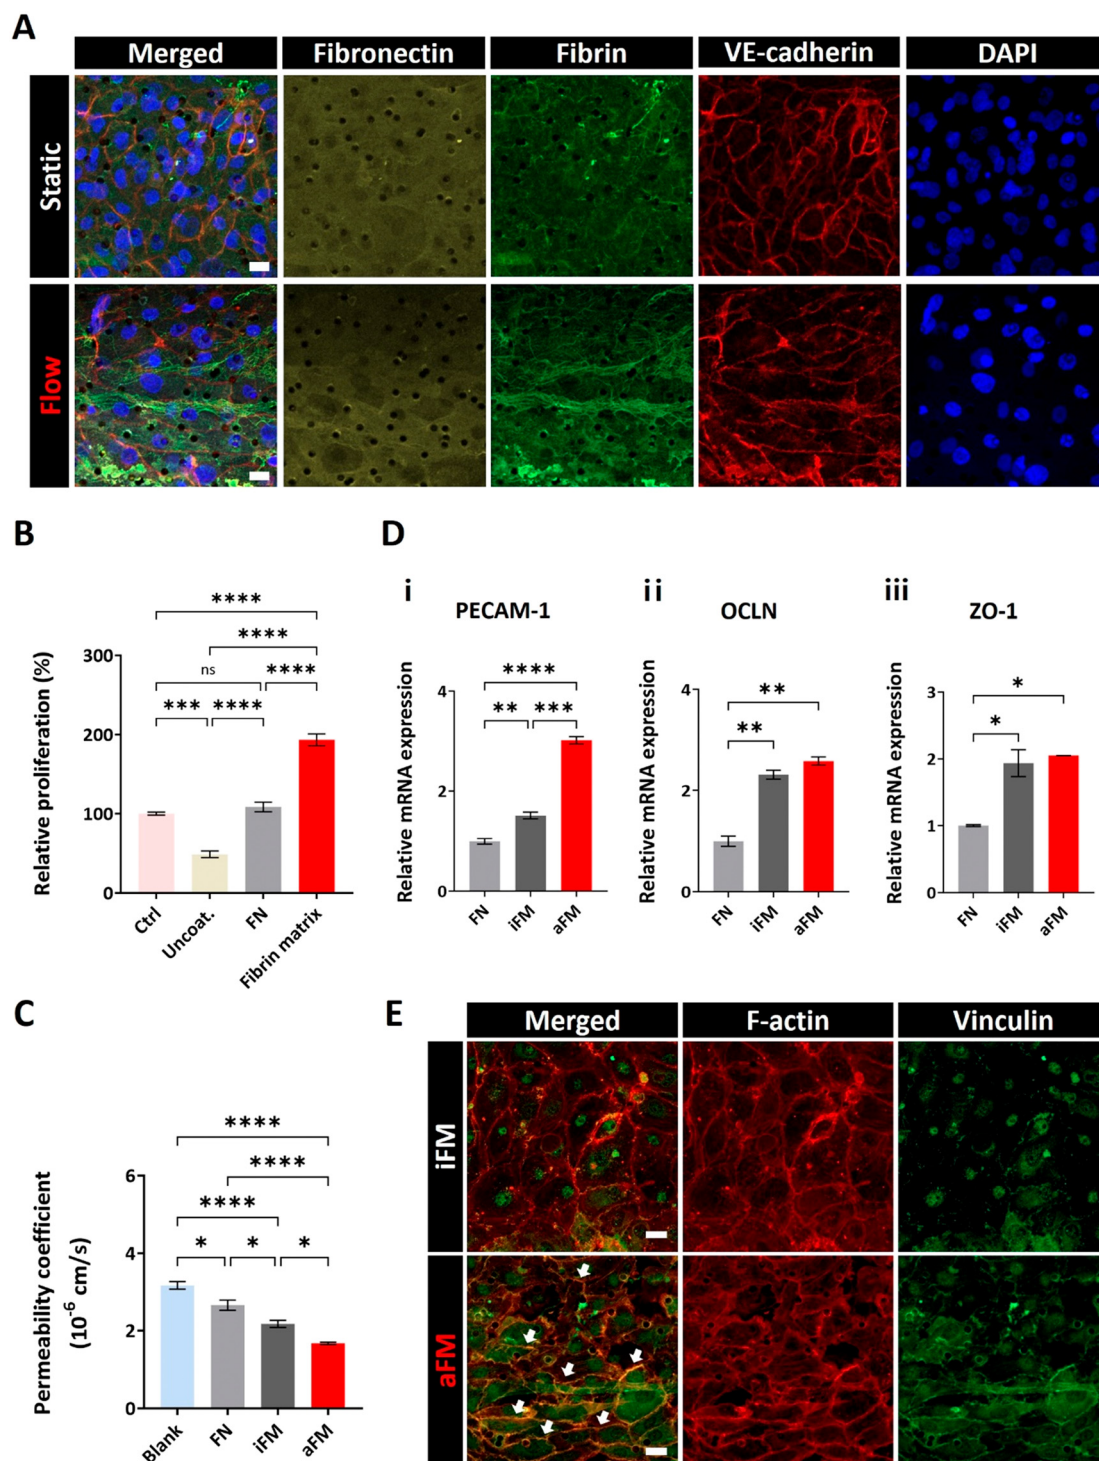 A
Merged Fibronectin Fibrin VE-cadherin DAPI
Static
Flow
B
Relative proliferation (%)
300
200
100
0
****
****
ns ****
*** ****
Ctrl Uncoat. FN Fibrin matrix
D
i
PECAM-1
Relative mRNA expression
4
2
0
****
** ***
FN iFM aFM
ii
OCLN
Relative mRNA expression
4
2
0
**
**
FN iFM aFM
iii
ZO-1
Relative mRNA expression
3
2
1
0
*
*
FN iFM aFM
C
Permeability coefficient
(10⁻⁶ cm/s)
6
4
2
0
****
****
****
* * *
Blank FN iFM aFM
E
Merged F-actin Vinculin
iFM
aFM